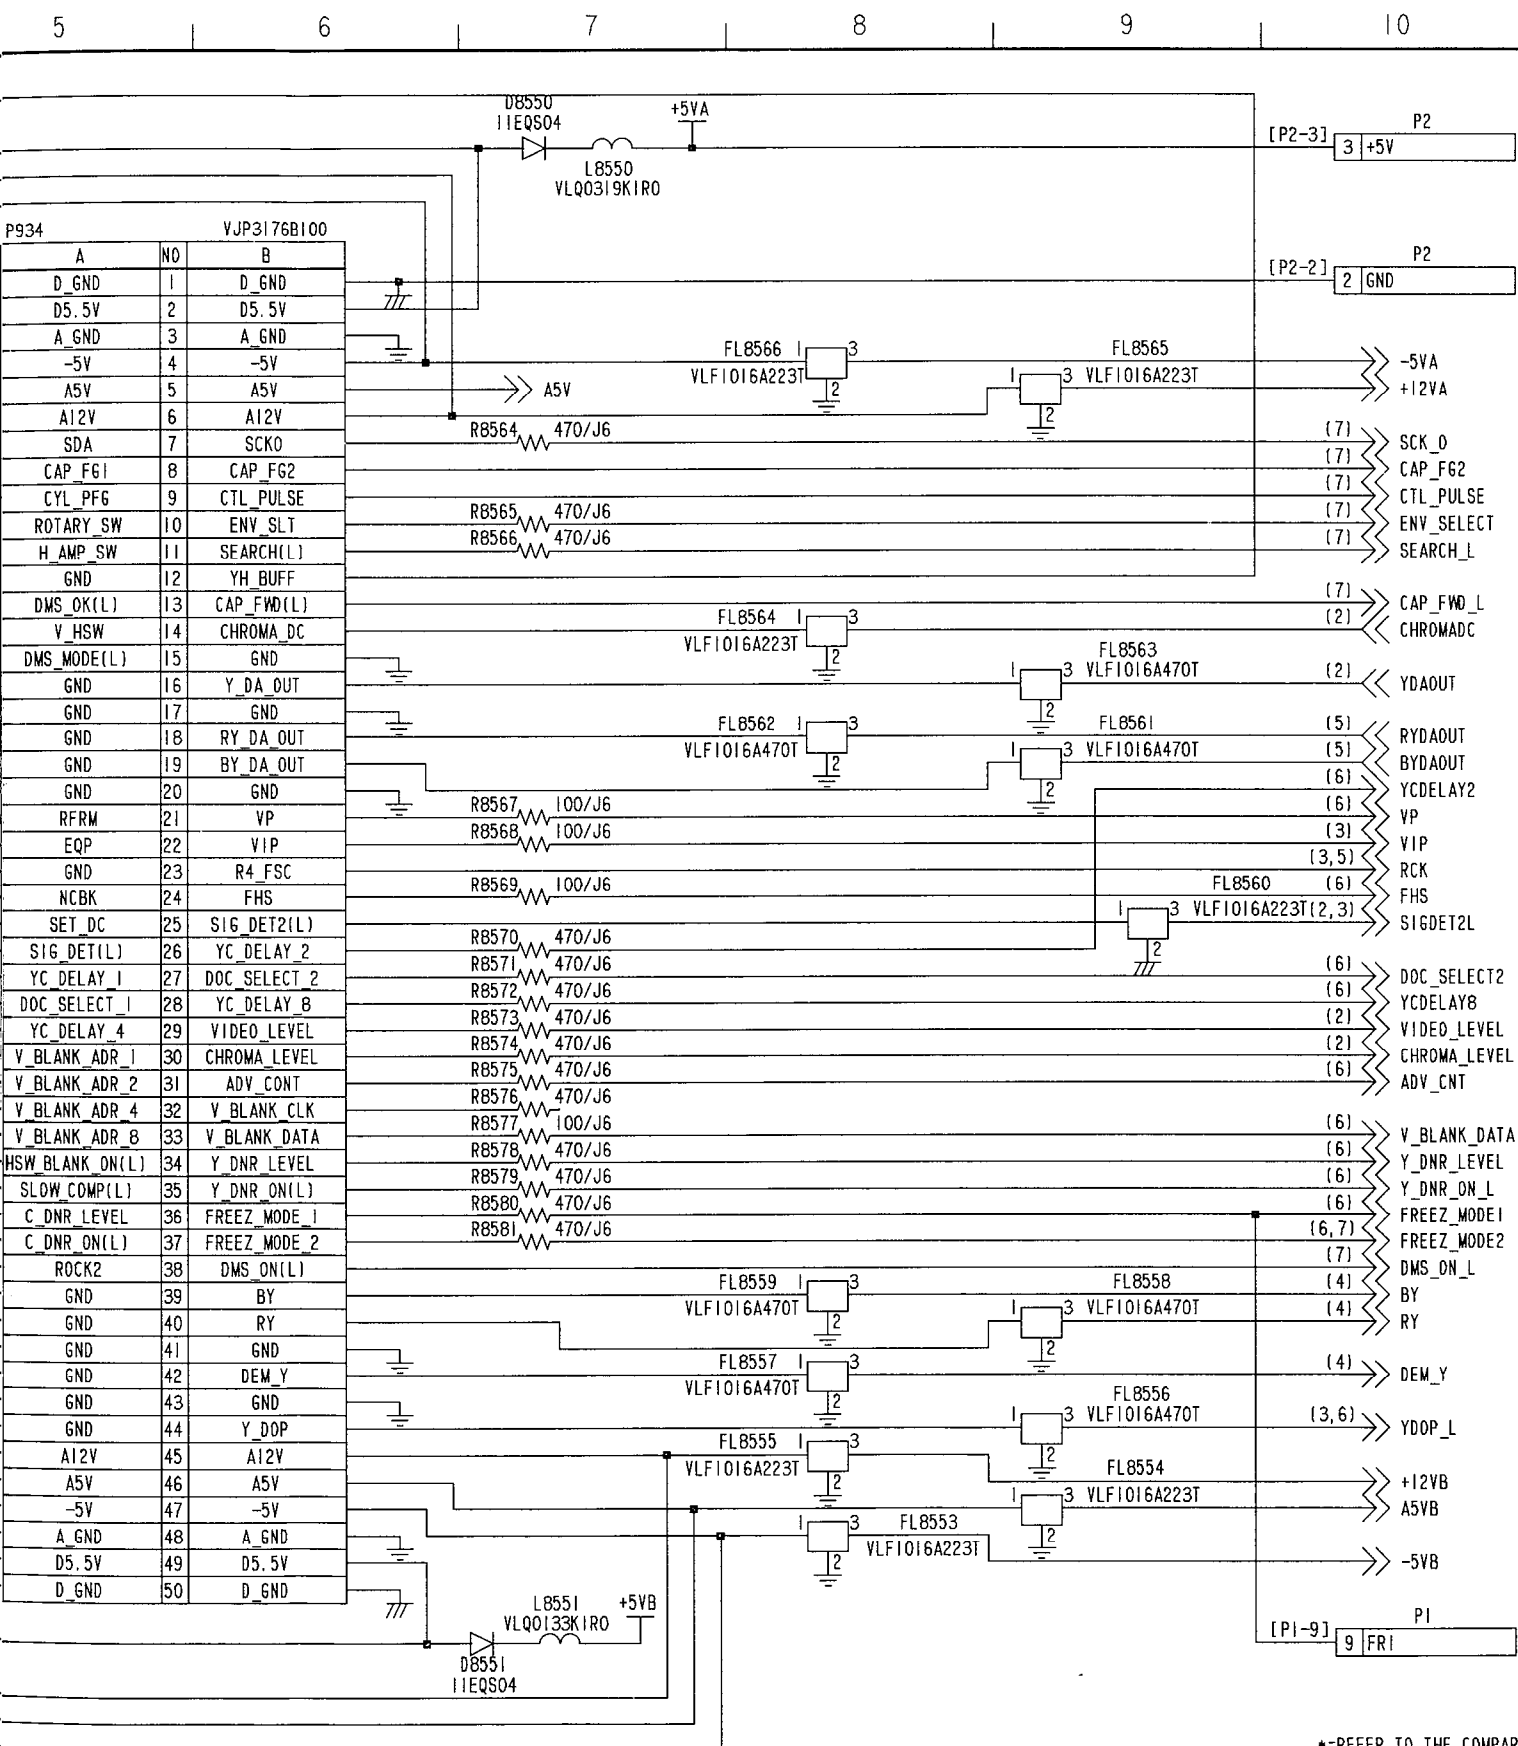 5 6 7 8 9 10
D8550 +5VA
11EQS04
[P2-3] P2
3 +5V
L8550
VLQ0319K1R0
P934 VJP3176B100
A NO B
[P2-2] P2
2 GND
D_GND 1 D_GND
D5.5V 2 D5.5V
A_GND 3 A_GND
-5V 4 -5V FL8566 1 3 VLF1016A223T 2 -5VA
A5V 5 A5V A5V FL8565 1 3 VLF1016A223T 2 +12VA
A12V 6 A12V
SDA 7 SCKO R8564 470/J6 (7) SCK_O
CAP_FG1 8 CAP_FG2 (7) CAP_FG2
CYL_PFG 9 CTL_PULSE (7) CTL_PULSE
ROTARY_SW 10 ENV_SLT R8565 470/J6 (7) ENV_SELECT
H_AMP_SW 11 SEARCH(L) R8566 470/J6 (7) SEARCH_L
GND 12 YH_BUFF
DMS_OK(L) 13 CAP_FWD(L) (7) CAP_FWD_L
V_HSW 14 CHROMA_DC FL8564 1 3 VLF1016A223T 2 (2) CHROMADC
DMS_MODE(L) 15 GND
GND 16 Y_DA_OUT FL8563 1 3 VLF1016A470T 2 (2) YDAOUT
GND 17 GND
GND 18 RY_DA_OUT FL8562 1 3 VLF1016A470T 2 (5) RYDAOUT
GND 19 BY_DA_OUT FL8561 1 3 VLF1016A470T 2 (5) BYDAOUT
GND 20 GND (6) YCDELAY2
RFRM 21 VP R8567 100/J6 (6) VP
EQP 22 VIP R8568 100/J6 (3) VIP
GND 23 R4_FSC (3,5) RCK
NCBK 24 FHS R8569 100/J6 (6) FHS
SET_DC 25 SIG_DET2(L) FL8560 1 3 VLF1016A223T 2 (2,3) SIGDET2L
SIG_DET(L) 26 YC_DELAY_2 R8570 470/J6
YC_DELAY_1 27 DOC_SELECT_2 R8571 470/J6 (6) DOC_SELECT2
DOC_SELECT_1 28 YC_DELAY_8 R8572 470/J6 (6) YCDELAY8
YC_DELAY_4 29 VIDEO_LEVEL R8573 470/J6 (2) VIDEO_LEVEL
V_BLANK_ADR_1 30 CHROMA_LEVEL R8574 470/J6 (2) CHROMA_LEVEL
V_BLANK_ADR_2 31 ADV_CONT R8575 470/J6 (6) ADV_CNT
V_BLANK_ADR_4 32 V_BLANK_CLK R8576 470/J6
V_BLANK_ADR_8 33 V_BLANK_DATA R8577 100/J6 (6) V_BLANK_DATA
HSW_BLANK_ON(L) 34 Y_DNR_LEVEL R8578 470/J6 (6) Y_DNR_LEVEL
SLOW_COMP(L) 35 Y_DNR_ON(L) R8579 470/J6 (6) Y_DNR_ON_L
C_DNR_LEVEL 36 FREEZ_MODE_1 R8580 470/J6 (6) FREEZ_MODE1
C_DNR_ON(L) 37 FREEZ_MODE_2 R8581 470/J6 (6,7) FREEZ_MODE2
ROCK2 38 DMS_ON(L) (7) DMS_ON_L
GND 39 BY FL8559 1 3 VLF1016A470T 2 (4) BY
GND 40 RY FL8558 1 3 VLF1016A470T 2 (4) RY
GND 41 GND
GND 42 DEM_Y FL8557 1 3 VLF1016A470T 2 (4) DEM_Y
GND 43 GND
GND 44 Y_DOP FL8556 1 3 VLF1016A470T 2 (3,6) YDOP_L
A12V 45 A12V FL8555 1 3 VLF1016A223T 2 +12VB
A5V 46 A5V FL8554 1 3 VLF1016A223T 2 A5VB
-5V 47 -5V FL8553 1 3 VLF1016A223T 2 -5VB
A_GND 48 A_GND
D5.5V 49 D5.5V
D_GND 50 D_GND
L8551 +5VB
VLQ0133K1R0
[P1-9] P1
9 FR1
D8551
11EQS04
*=REFER TO THE COMPAR